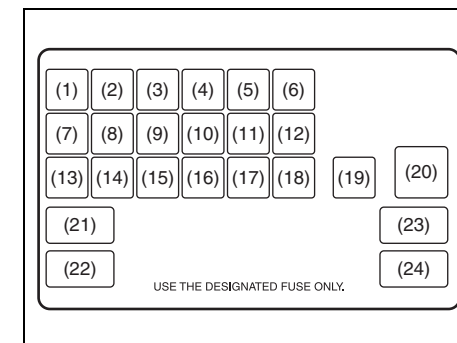 (1) (2) (3) (4) (5) (6)
(7) (8) (9) (10) (11) (12)
(13) (14) (15) (16) (17) (18) (19) (20)
(21) (23)
(22) (24)
USE THE DESIGNATED FUSE ONLY.